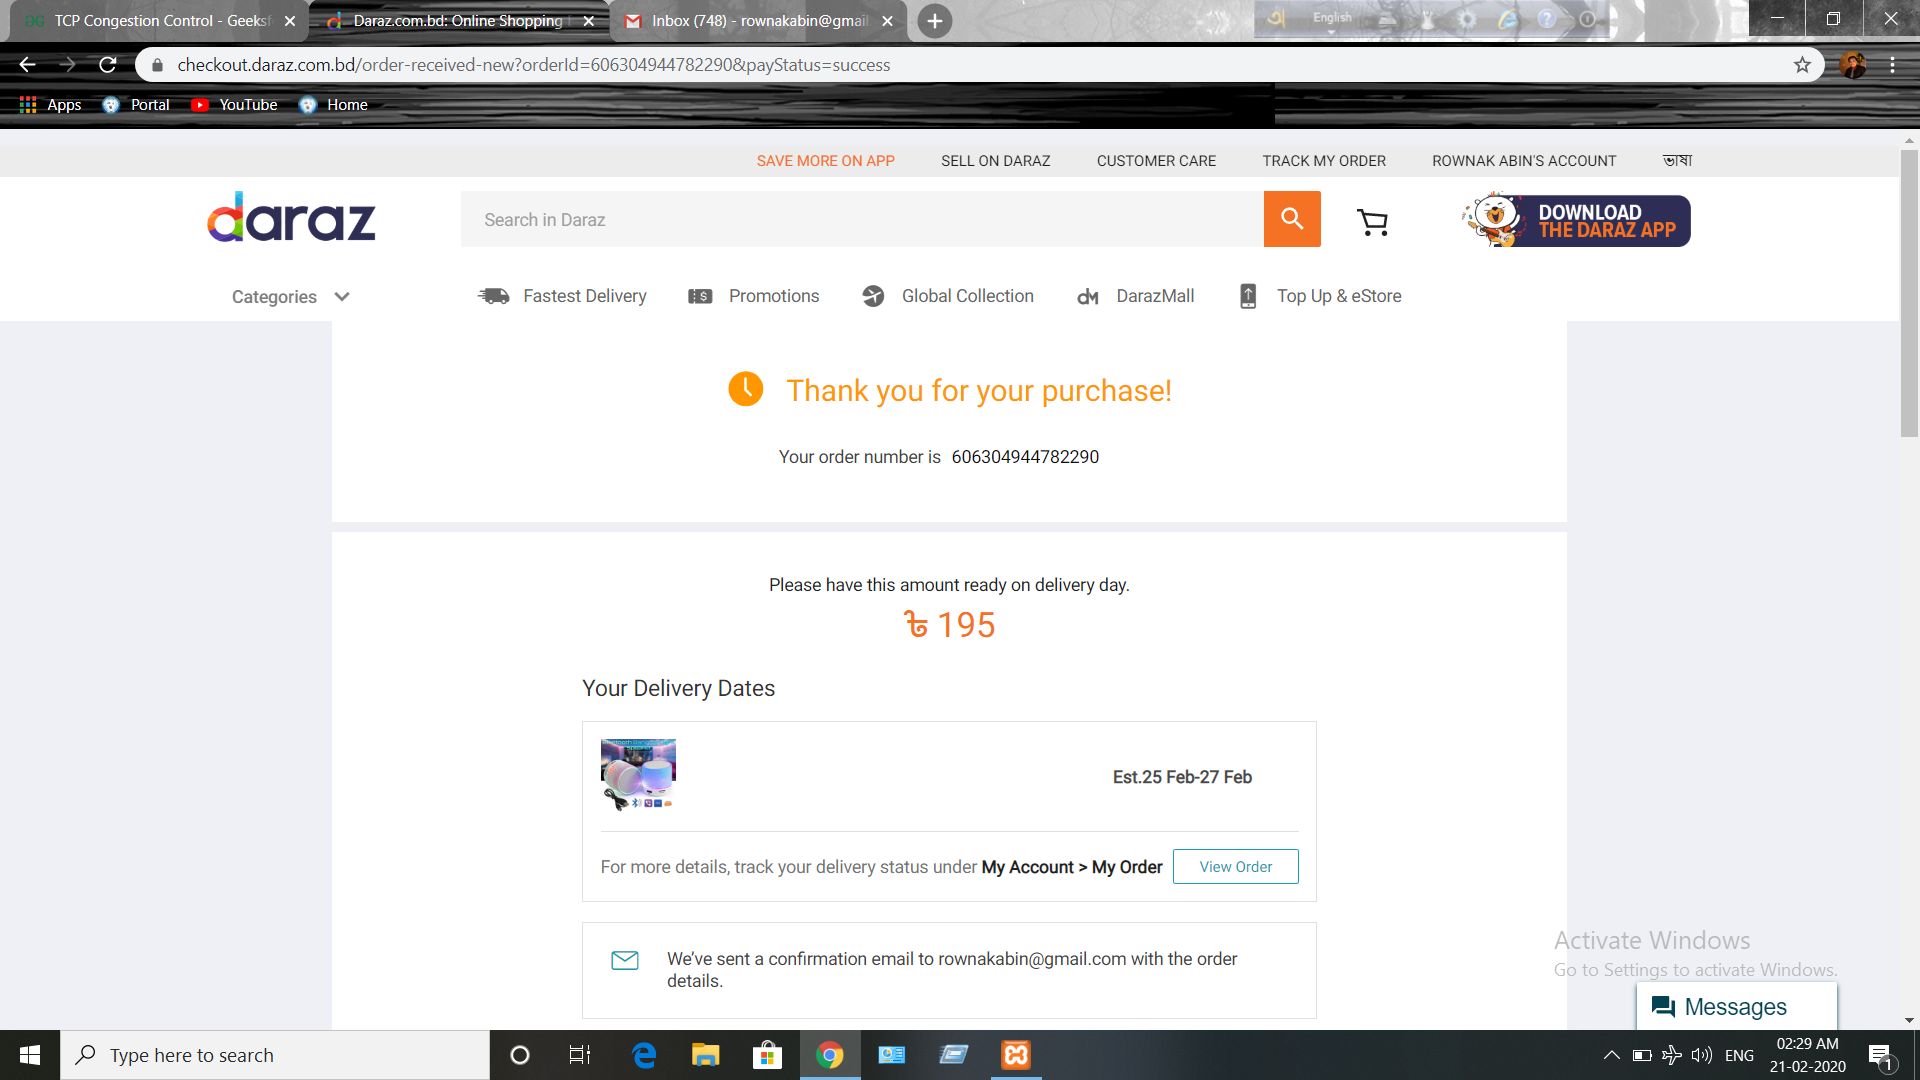 TCP Congestion Control - Geeksf
Daraz.com.bd: Online Shopping
Inbox (748) - rownakabin@gmail
English
checkout.daraz.com.bd/order-received-new?orderId=606304944782290&payStatus=success
Apps Portal YouTube Home
SAVE MORE ON APP SELL ON DARAZ CUSTOMER CARE TRACK MY ORDER ROWNAK ABIN'S ACCOUNT ভাষা
daraz
Search in Daraz
DOWNLOAD
THE DARAZ APP
Categories Fastest Delivery Promotions Global Collection DarazMall Top Up & eStore
Thank you for your purchase!
Your order number is 606304944782290
Please have this amount ready on delivery day.
৳ 195
Your Delivery Dates
Est.25 Feb-27 Feb
For more details, track your delivery status under My Account > My Order View Order
We’ve sent a confirmation email to rownakabin@gmail.com with the order
details.
Activate Windows
Go to Settings to activate Windows.
Messages
Type here to search
ENG
02:29 AM
21-02-2020
1